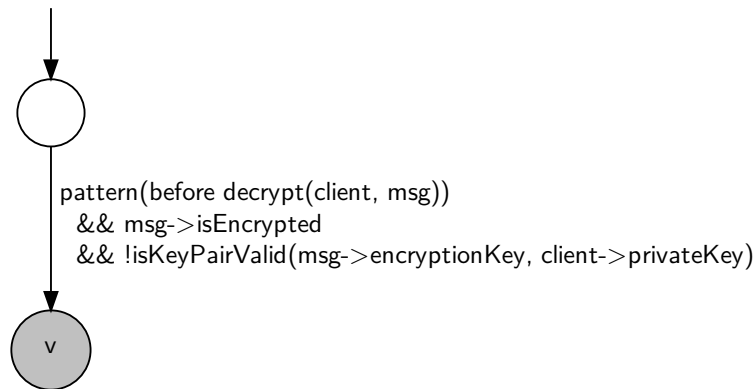 pattern(before decrypt(client, msg))
&& msg->isEncrypted
&& !isKeyPairValid(msg->encryptionKey, client->privateKey)
v